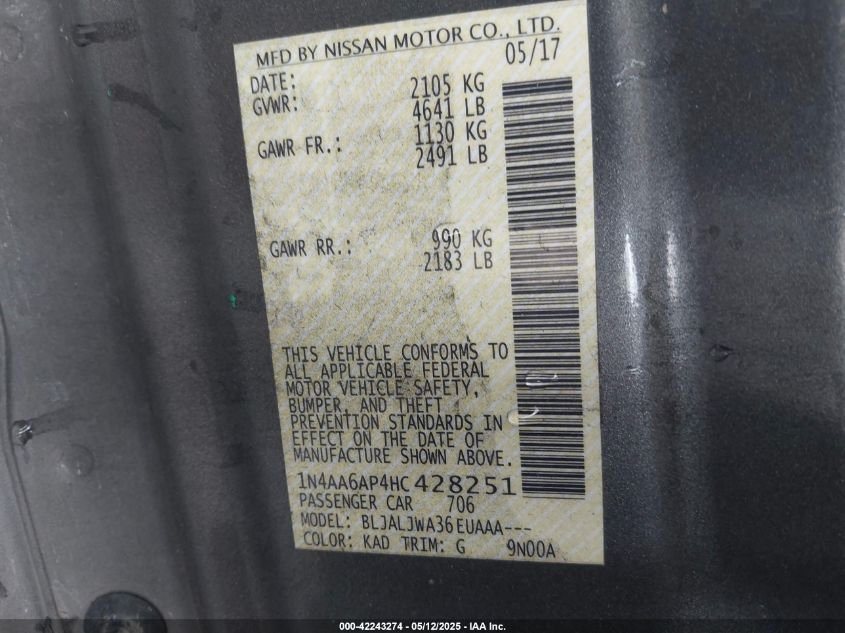 MFD BY NISSAN MOTOR CO., LTD.
05/17
DATE:
GVWR: 2105 KG
4641 LB
GAWR FR.: 1130 KG
2491 LB
GAWR RR.: 990 KG
2183 LB
THIS VEHICLE CONFORMS TO
ALL APPLICABLE FEDERAL
MOTOR VEHICLE SAFETY,
BUMPER, AND THEFT
PREVENTION STANDARDS IN
EFFECT ON THE DATE OF
MANUFACTURE SHOWN ABOVE.
1N4AA6AP4HC428251
PASSENGER CAR 706
MODEL: BLJALJWA36EUAAA---
COLOR: KAD TRIM: G 9N00A
000-42243274 - 05/12/2025 - IAA Inc.